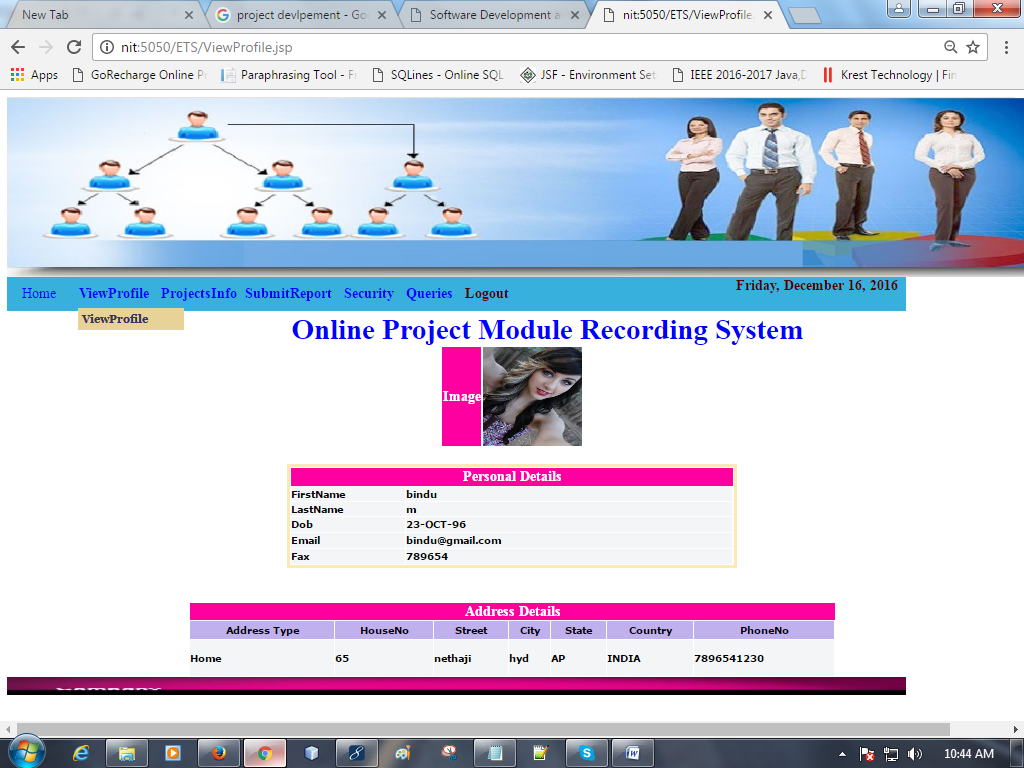 New Tab
project devlpement - Go
Software Development a
nit:5050/ETS/ViewProfile.
nit:5050/ETS/ViewProfile.jsp
Apps
GoRecharge Online P
Paraphrasing Tool - F
SQLines - Online SQL
JSF - Environment Set
IEEE 2016-2017 Java,D
Krest Technology | Fin
Home ViewProfile ProjectsInfo SubmitReport Security Queries Logout
Friday, December 16, 2016
ViewProfile
Online Project Module Recording System
Image
Personal Details
FirstName bindu
LastName m
Dob 23-OCT-96
Email bindu@gmail.com
Fax 789654
Address Details
Address Type HouseNo Street City State Country PhoneNo
Home 65 nethaji hyd AP INDIA 7896541230
10:44 AM